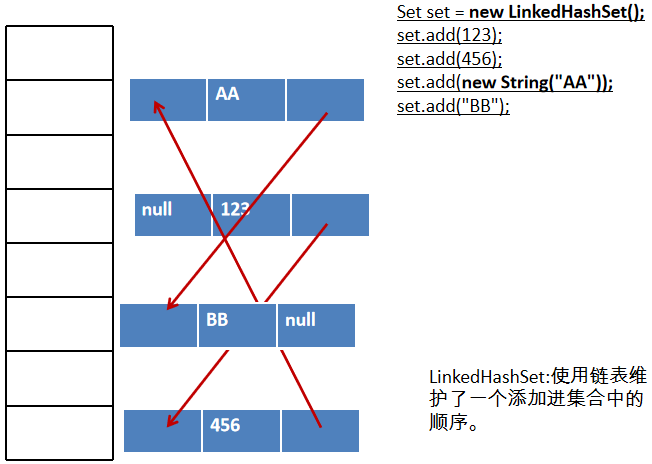 Set set = new LinkedHashSet();
set.add(123);
set.add(456);
set.add(new String("AA"));
set.add("BB");
AA
null 123
BB null
456
LinkedHashSet:使用链表维
护了一个添加进集合中的
顺序。